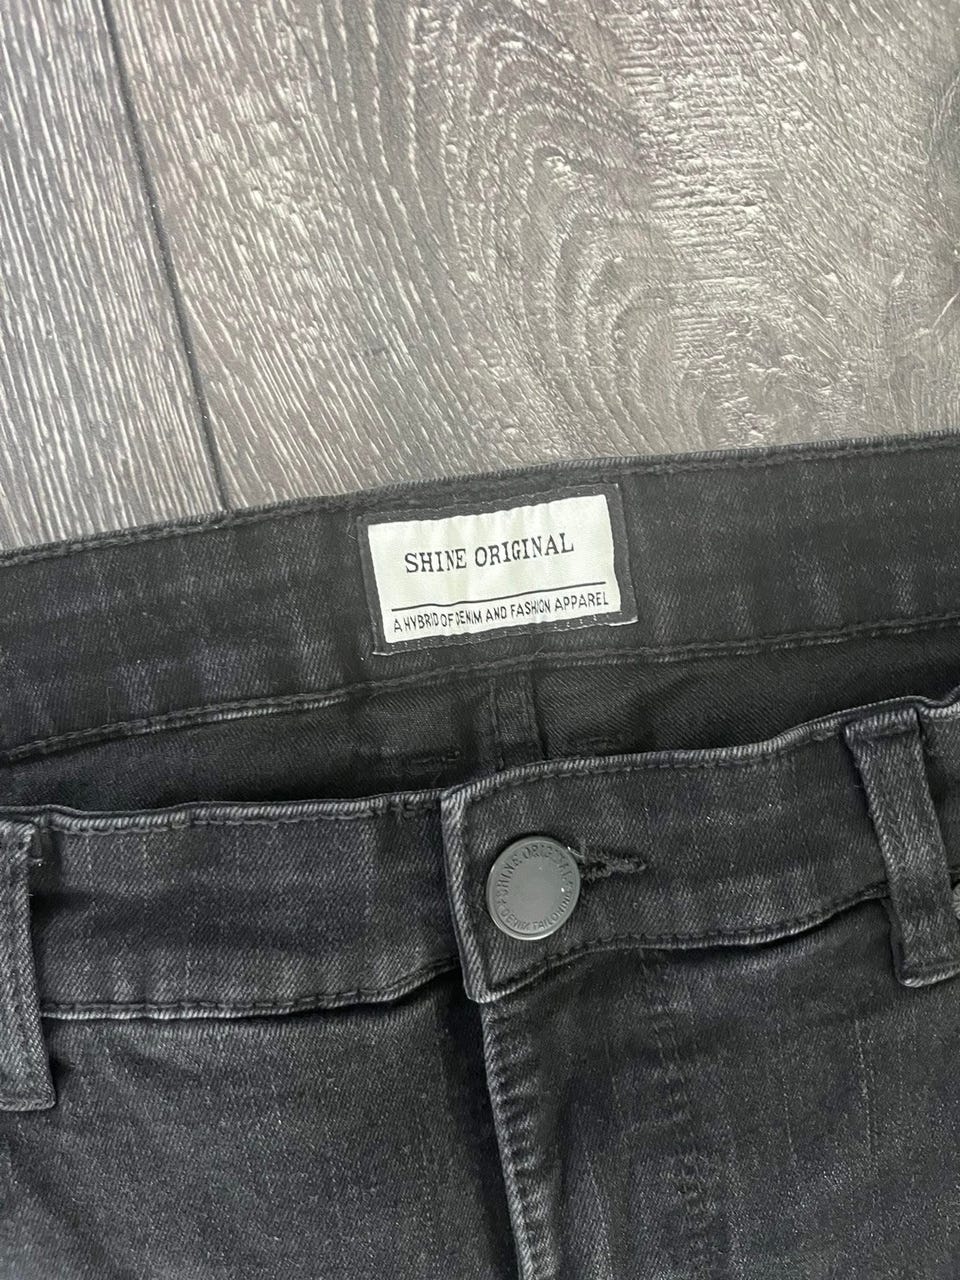 SHINE ORIGINAL
A HYBRID OF DENIM AND FASHION APPAREL
SHINE ORIGINAL
DENIM TAILORING